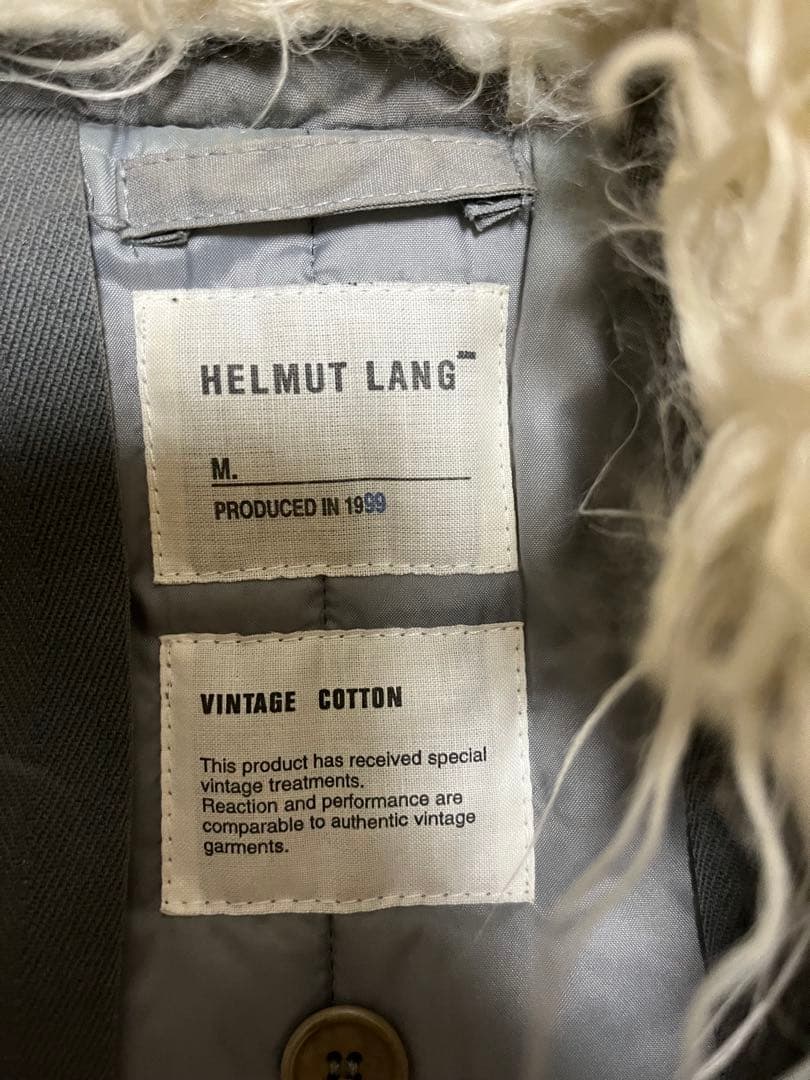 HELMUT LANG
M.
PRODUCED IN 1999
VINTAGE COTTON
This product has received special
vintage treatments.
Reaction and performance are
comparable to authentic vintage
garments.